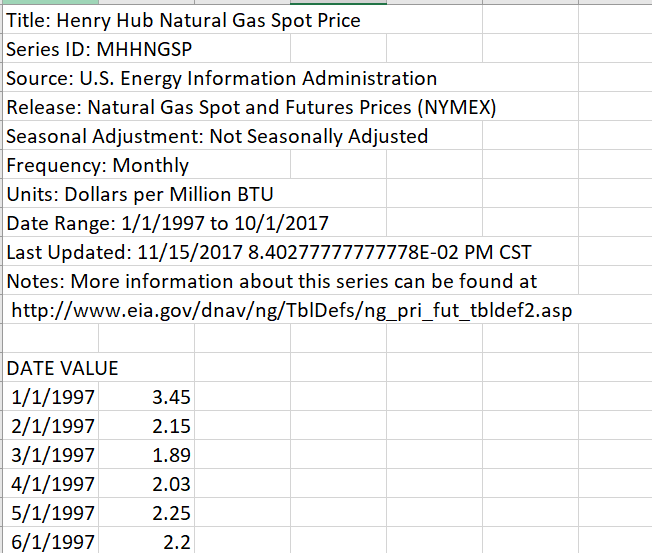 Title: Henry Hub Natural Gas Spot Price
Series ID: MHHNGSP
Source: U.S. Energy Information Administration
Release: Natural Gas Spot and Futures Prices (NYMEX)
Seasonal Adjustment: Not Seasonally Adjusted
Frequency: Monthly
Units: Dollars per Million BTU
Date Range: 1/1/1997 to 10/1/2017
Last Updated: 11/15/2017 8.40277777777778E-02 PM CST
Notes: More information about this series can be found at
http://www.eia.gov/dnav/ng/TblDefs/ng_pri_fut_tbldef2.asp
DATE VALUE
1/1/1997 3.45
2/1/1997 2.15
3/1/1997 1.89
4/1/1997 2.03
5/1/1997 2.25
6/1/1997 2.2